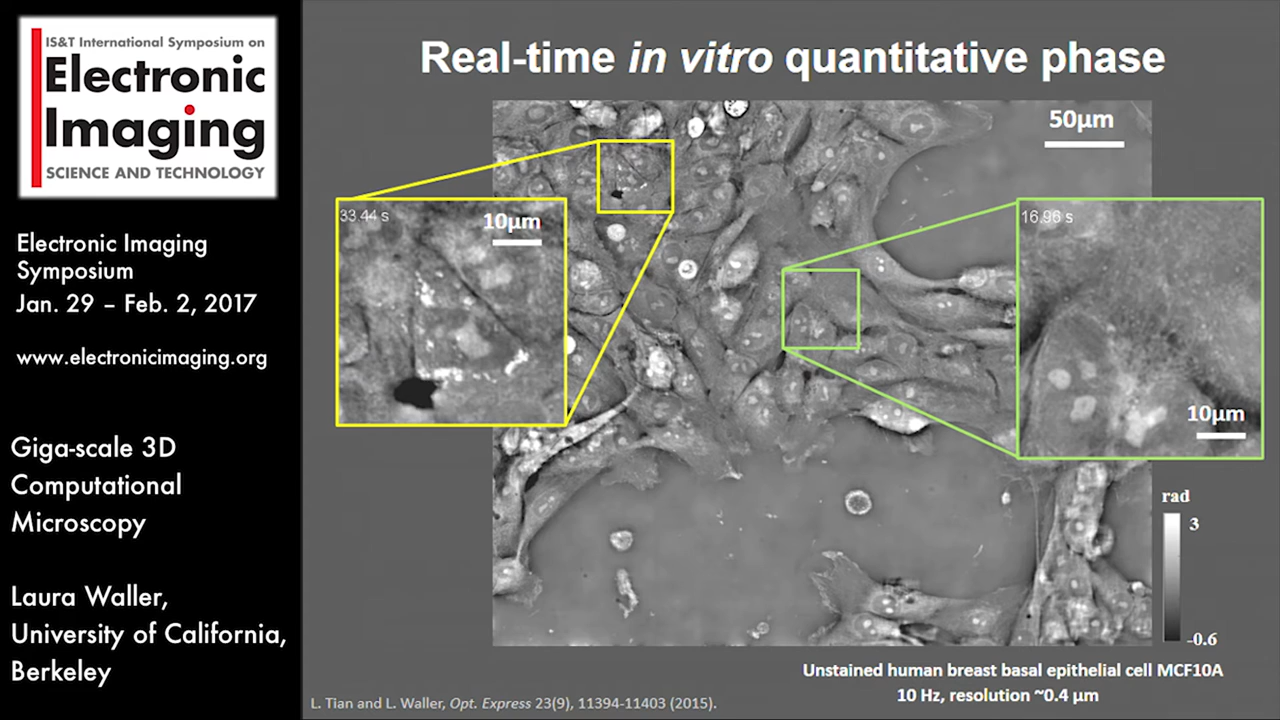 IS&T International Symposium on
Electronic
Imaging
SCIENCE AND TECHNOLOGY
Electronic Imaging
Symposium
Jan. 29 – Feb. 2, 2017
www.electronicimaging.org
Giga-scale 3D
Computational
Microscopy
Laura Waller,
University of California,
Berkeley
Real-time in vitro quantitative phase
50µm
33.44 s
10µm
16.96 s
10µm
rad
3
-0.6
Unstained human breast basal epithelial cell MCF10A
10 Hz, resolution ~0.4 µm
L. Tian and L. Waller, Opt. Express 23(9), 11394-11403 (2015).